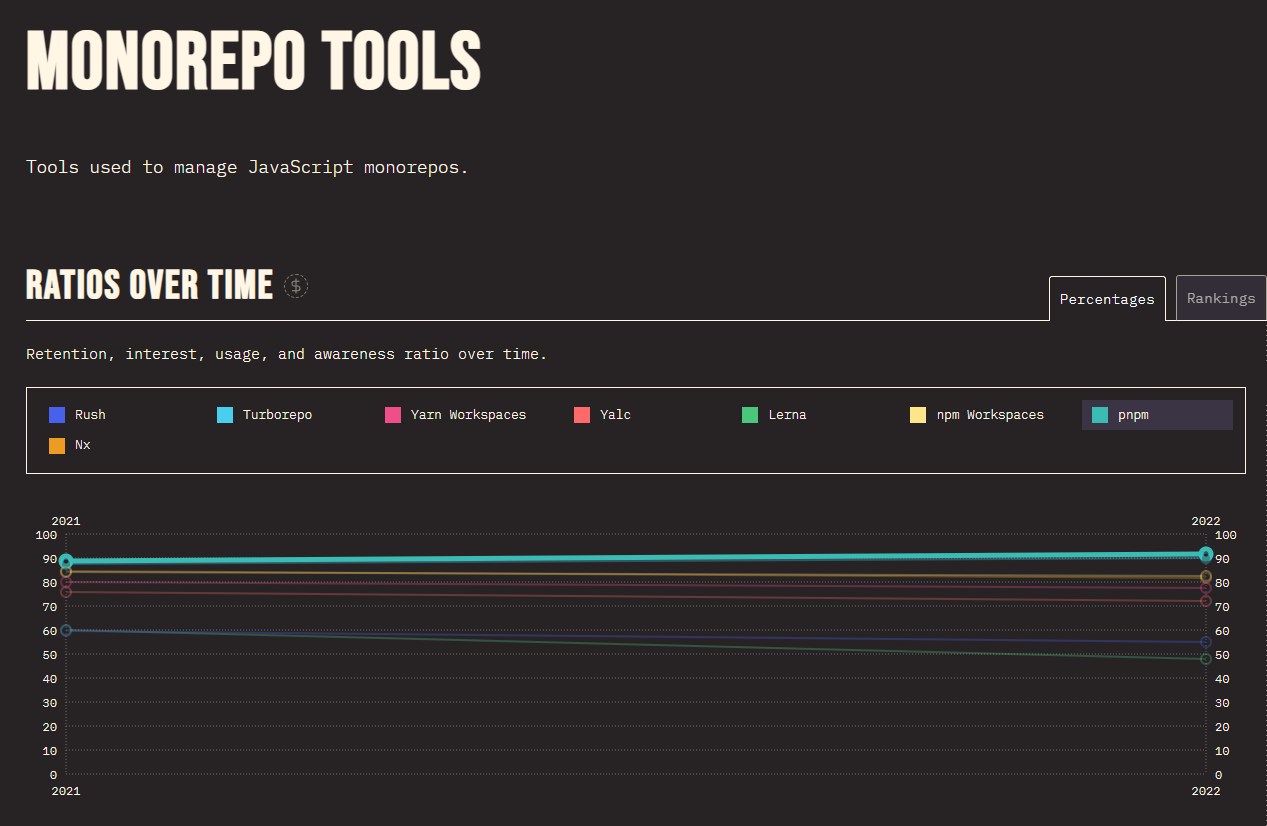 MONOREPO TOOLS
Tools used to manage JavaScript monorepos.
RATIOS OVER TIME $
Percentages Rankings
Retention, interest, usage, and awareness ratio over time.
Rush Turborepo Yarn Workspaces Yalc Lerna npm Workspaces pnpm
Nx
2021 2022
100 100
90 90
80 80
70 70
60 60
50 50
40 40
30 30
20 20
10 10
0 0
2021 2022